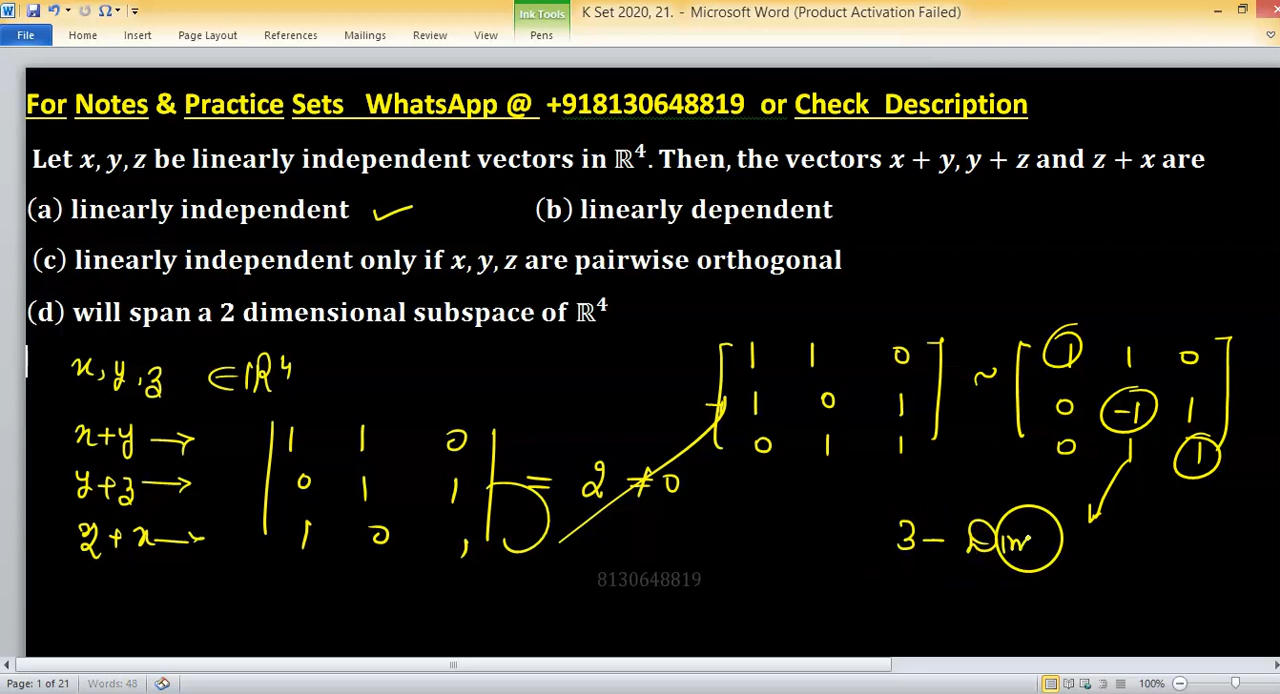 K Set 2020, 21. - Microsoft Word (Product Activation Failed)
Ink Tools
File Home Insert Page Layout References Mailings Review View Pens
For Notes & Practice Sets WhatsApp @ +918130648819 or Check Description
Let x, y, z be linearly independent vectors in ℝ⁴. Then, the vectors x + y, y + z and z + x are
(a) linearly independent ✓ (b) linearly dependent
(c) linearly independent only if x, y, z are pairwise orthogonal
(d) will span a 2 dimensional subspace of ℝ⁴
x, y, z ∈ ℝ⁴
x+y → | 1 1 0 |
y+z → | 0 1 1 | = 2 ≠ 0
z+x → | 1 0 1 |
[ 1 1 0 ] ~ [ 1 1 0 ]
[ 1 0 1 ] [ 0 -1 1 ]
[ 0 1 1 ] [ 0 1 1 ]
3 - Dim
8130648819
Page: 1 of 21 Words: 48 100%